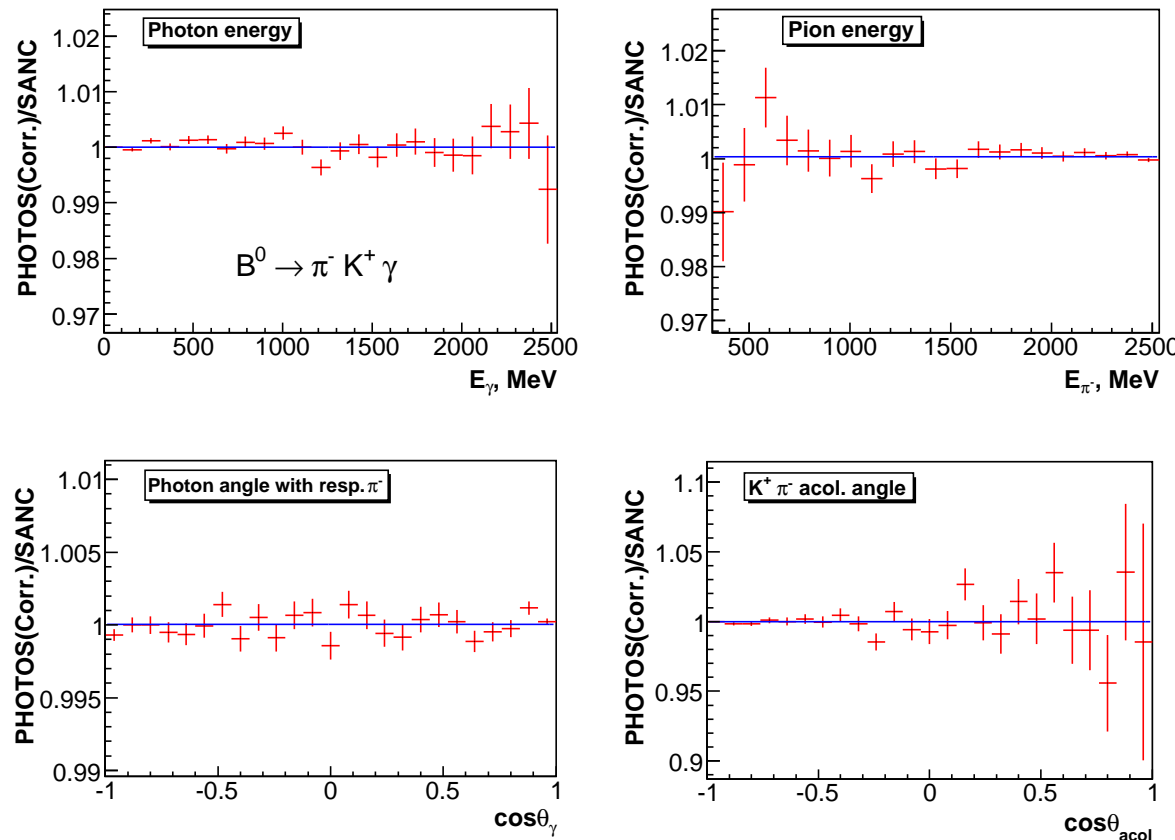 Photon energy
PHOTOS(Corr.)/SANC
1.02
1.01
1
0.99
0.98
0.97
B⁰ → π⁻ K⁺ γ
0 500 1000 1500 2000 2500
E_γ, MeV
Pion energy
PHOTOS(Corr.)/SANC
1.02
1.01
1
0.99
0.98
0.97
500 1000 1500 2000 2500
E_π⁻, MeV
Photon angle with resp. π⁻
PHOTOS(Corr.)/SANC
1.01
1.005
1
0.995
0.99
-1 -0.5 0 0.5 1
cosθ_γ
K⁺ π⁻ acol. angle
PHOTOS(Corr.)/SANC
1.1
1.05
1
0.95
0.9
-1 -0.5 0 0.5 1
cosθ_acol